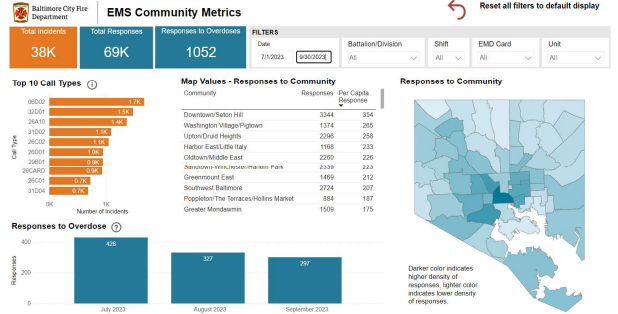 Baltimore City Fire
Department
EMS Community Metrics
Reset all filters to default display
Total Incidents
38K
Total Responses
69K
Responses to Overdoses
1052
FILTERS
Date
7/1/2023
9/30/2023
Battalion/Division
All
Shift
All
EMD Card
All
Unit
All
Top 10 Call Types
Call Type
06D02 1.7K
32D01 1.5K
26A10 1.4K
31D02 1.1K
26C02 1.1K
26D01 1.0K
29B01 0.9K
26CARD 0.9K
26C01 0.7K
31D04 0.7K
0K 1K
Number of Incidents
Map Values - Responses to Community
Community Responses Per Capita
Response
Downtown/Seton Hill 3344 354
Washington Village/Pigtown 1374 265
Upton/Druid Heights 2296 258
Harbor East/Little Italy 1168 233
Oldtown/Middle East 2260 226
Sandtown-Winchester/Harlem Park 2339 223
Greenmount East 1469 212
Southwest Baltimore 2724 207
Poppleton/The Terraces/Hollins Market 884 187
Greater Mondawmin 1509 175
Responses to Community
Darker color indicates
higher density of
responses, lighter color
indicates lower density
of responses.
Responses to Overdose
Responses
400
200
0
428
327
297
July 2023
August 2023
September 2023